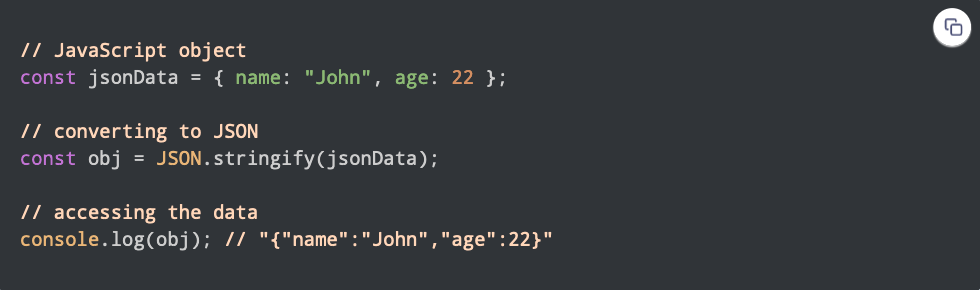 // JavaScript object
const jsonData = { name: "John", age: 22 };
// converting to JSON
const obj = JSON.stringify(jsonData);
// accessing the data
console.log(obj); // "{"name":"John","age":22}"